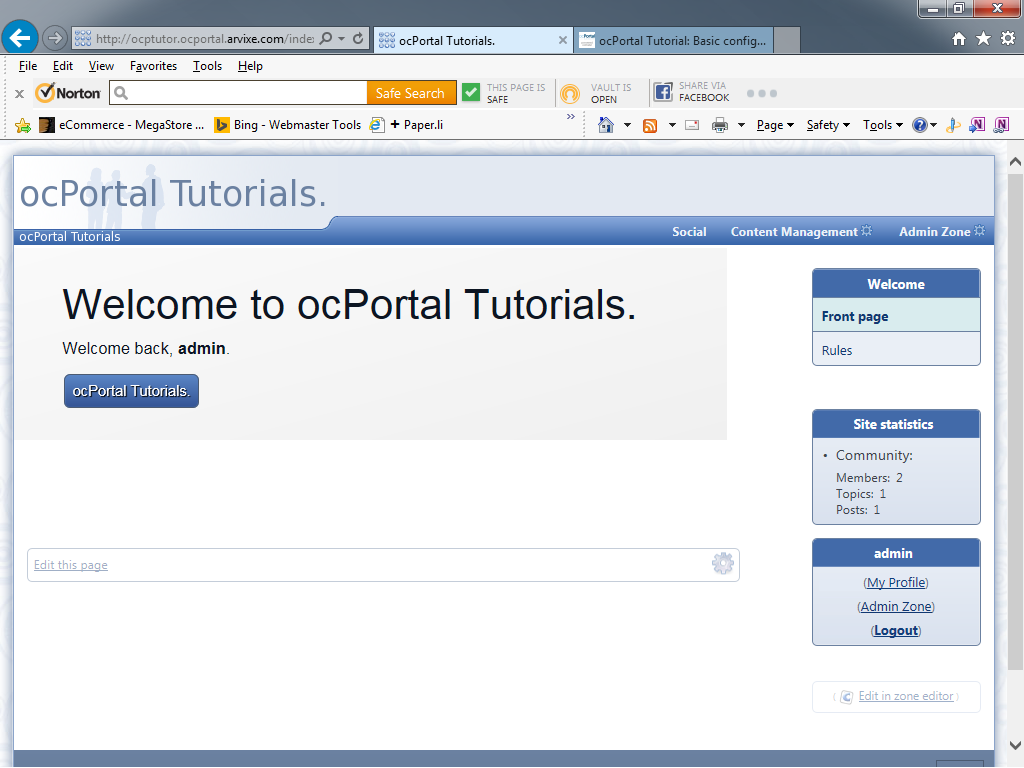 http://ocptutor.ocportal.arvixe.com/inde
ocPortal Tutorials.
ocPortal Tutorial: Basic config...
File Edit View Favorites Tools Help
Norton
Safe Search
THIS PAGE IS
SAFE
VAULT IS
OPEN
SHARE VIA
FACEBOOK
eCommerce - MegaStore ...
Bing - Webmaster Tools
+ Paper.li
Page
Safety
Tools
ocPortal Tutorials.
ocPortal Tutorials
Social
Content Management
Admin Zone
Welcome to ocPortal Tutorials.
Welcome back, admin.
ocPortal Tutorials.
Edit this page
Welcome
Front page
Rules
Site statistics
• Community:
Members: 2
Topics: 1
Posts: 1
admin
(My Profile)
(Admin Zone)
(Logout)
( Edit in zone editor )